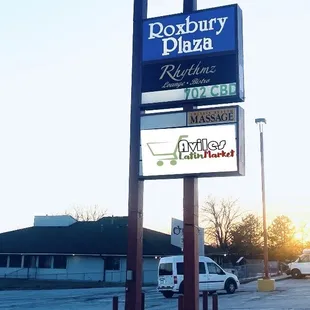 Roxbury
Plaza
Rhythmz
Lounge - Bistro
702 CBD
MASSAGE
Aviles
Latin Market